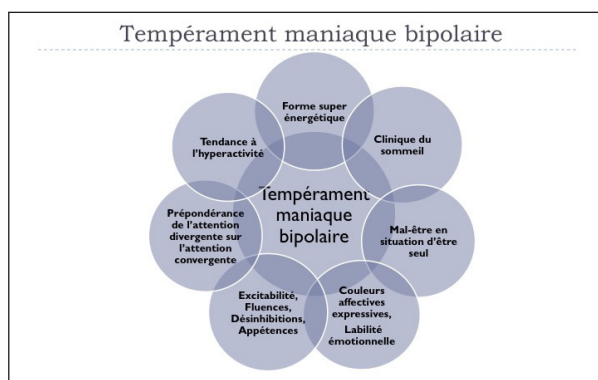 Tempérament maniaque bipolaire
Forme super
énergétique
Clinique du
sommeil
Mal-être en
situation d'être
seul
Couleurs
affectives
expressives,
Labilité
émotionnelle
Excitabilité,
Fluences,
Désinhibitions,
Appétences
Prépondérance
de l'attention
divergente sur
l'attention
convergente
Tendance à
l'hyperactivité
Tempérament
maniaque
bipolaire